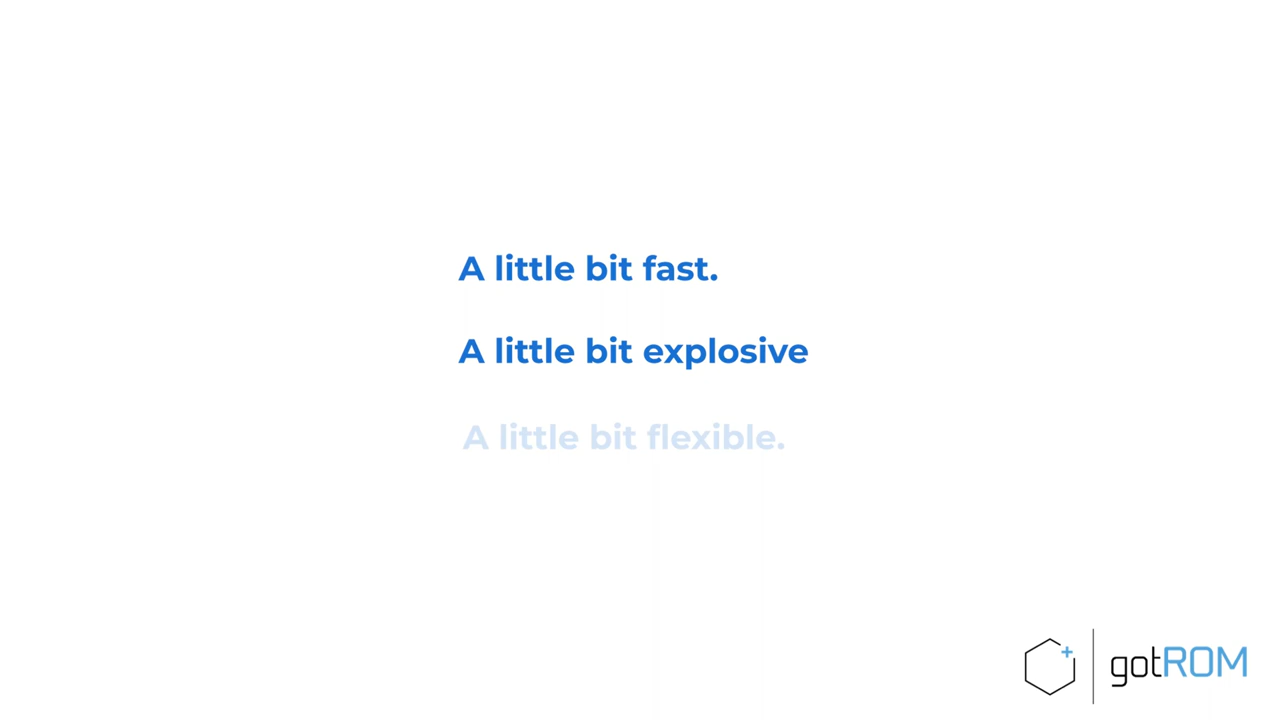 A little bit fast.
A little bit explosive
A little bit flexible.
gotROM